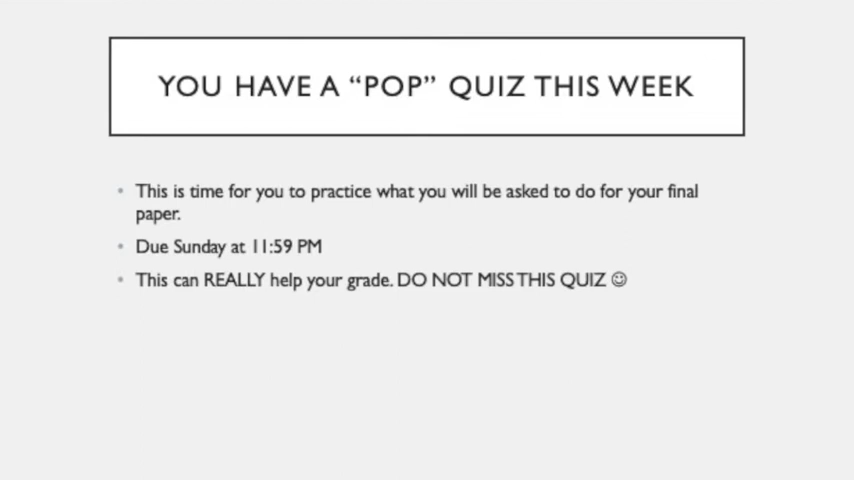 YOU HAVE A “POP” QUIZ THIS WEEK
• This is time for you to practice what you will be asked to do for your final
paper.
• Due Sunday at 11:59 PM
• This can REALLY help your grade. DO NOT MISS THIS QUIZ ☺